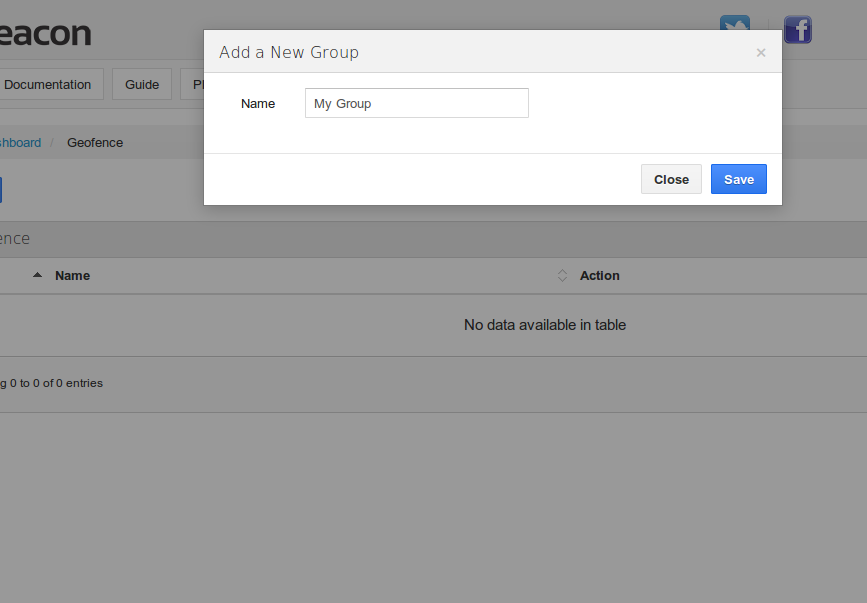 eacon
Add a New Group
×
Documentation
Guide
Name
My Group
shboard / Geofence
Close
Save
ence
Name
Action
No data available in table
g 0 to 0 of 0 entries